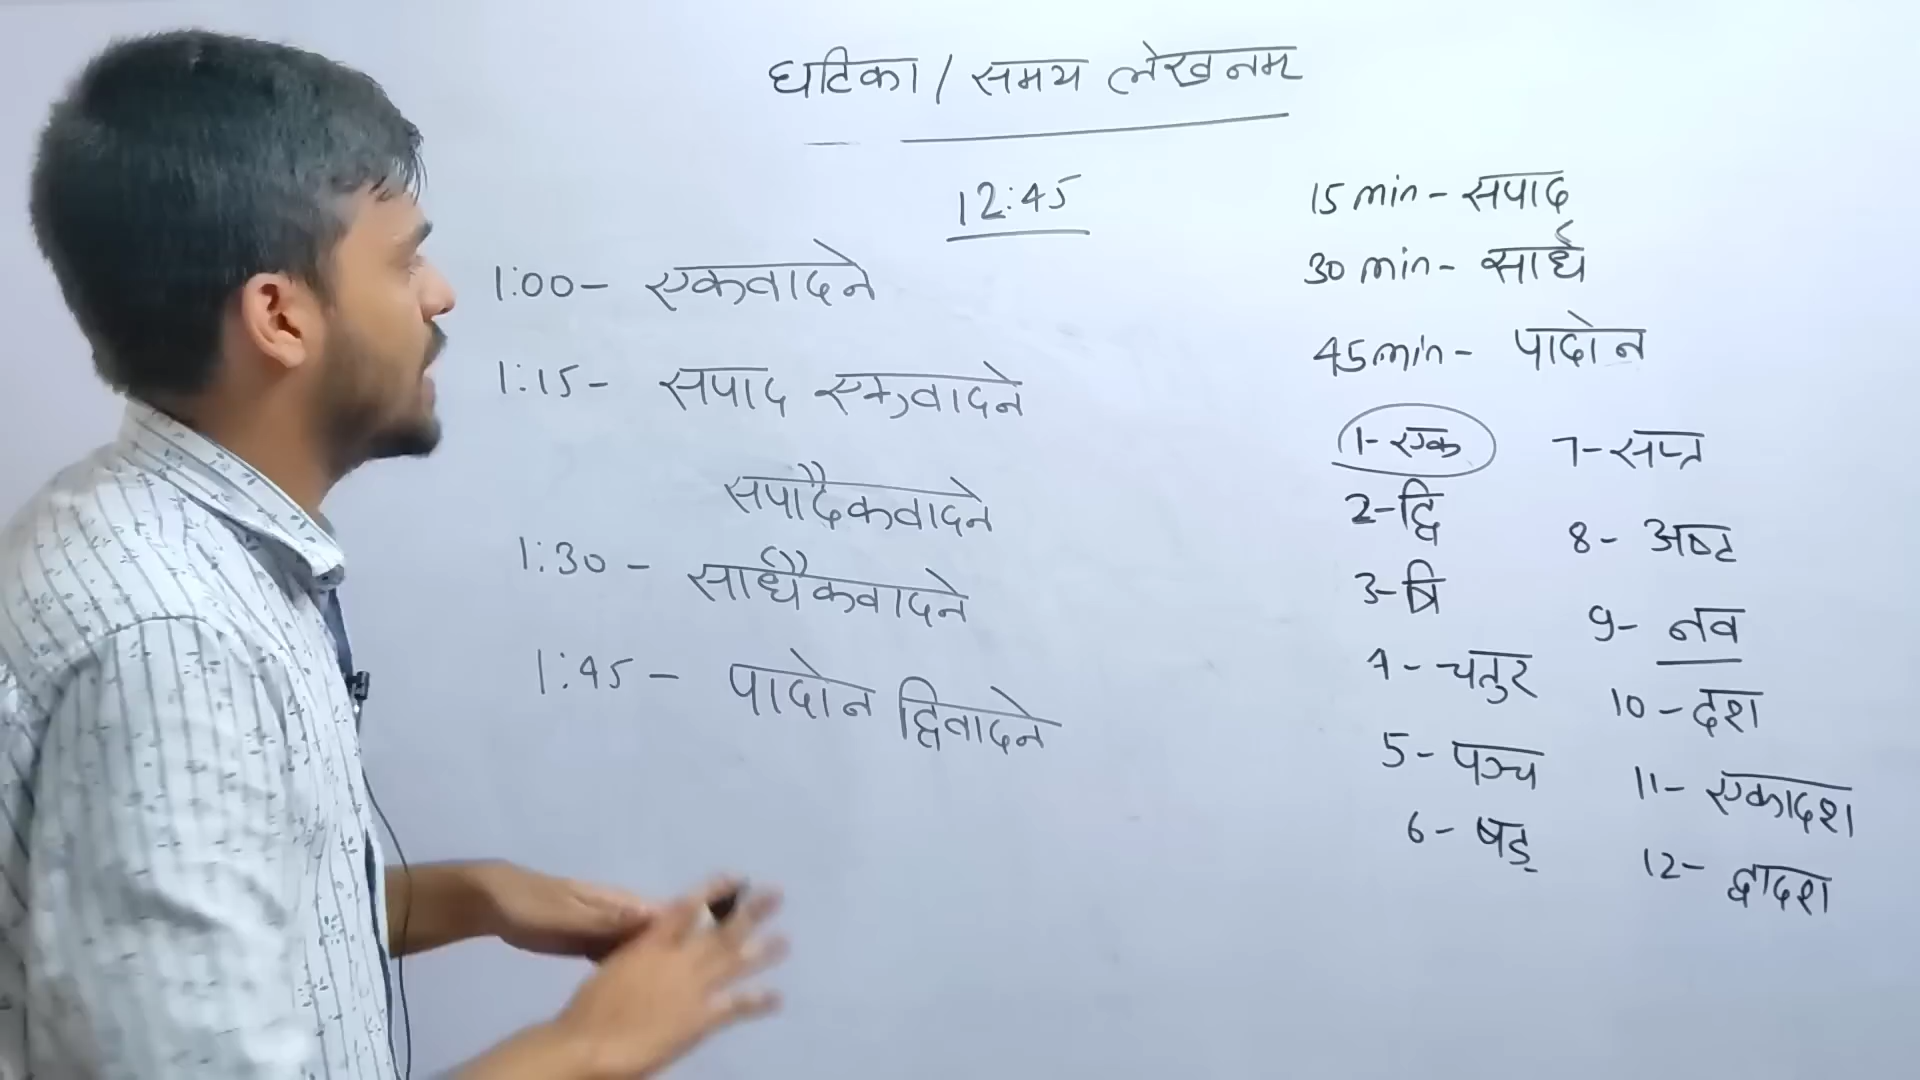 घटिका / समय लेखनम्
12:45
1:00- एकवादने
1:15- सपाद एकवादने
सपादैकवादने
1:30 - सार्धैकवादने
1:45 - पादोन द्विवादने
15 min - सपाद
30 min - सार्ध
45 min - पादोन
1- एक
2- द्वि
3- त्रि
4 - चतुर
5 - पञ्च
6 - षड्
7- सप्त
8 - अष्ट
9- नव
10 - दश
11- एकादश
12- द्वादश